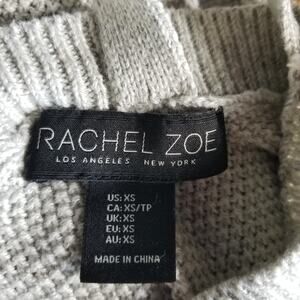 RACHEL ZOE
LOS ANGELES NEW YORK
US:XS
CA:XS/TP
UK:XS
EU:XS
AU:XS
MADE IN CHINA